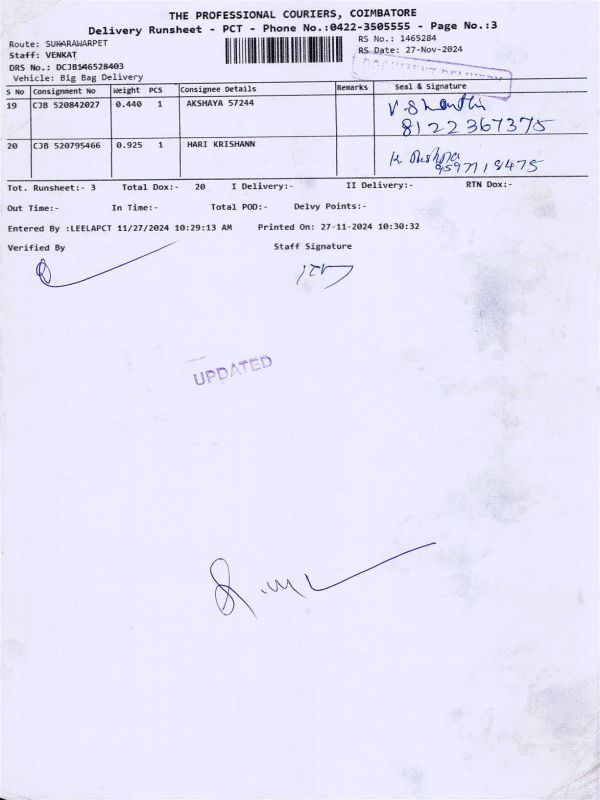 THE PROFESSIONAL COURIERS, COIMBATORE
Delivery Runsheet - PCT - Phone No.:0422-3505555 - Page No.:3
Route: SUKARAWARPET
RS No.: 1465284
Staff: VENKAT
RS Date: 27-Nov-2024
DRS No.: DCJB146528403
Vehicle: Big Bag Delivery
S No Consignment No Weight PCS Consignee Details Remarks Seal & Signature
19 CJB 520842027 0.440 1 AKSHAYA 57244
V. Shanthi
8122367375
20 CJB 520795466 0.925 1 HARI KRISHANN
Tot. Runsheet:- 3 Total Dox:- 20 I Delivery:- II Delivery:- RTN Dox:-
Out Time:- In Time:- Total POD:- Delvy Points:-
Entered By :LEELAPCT 11/27/2024 10:29:13 AM Printed On: 27-11-2024 10:30:32
Verified By Staff Signature
UPDATED